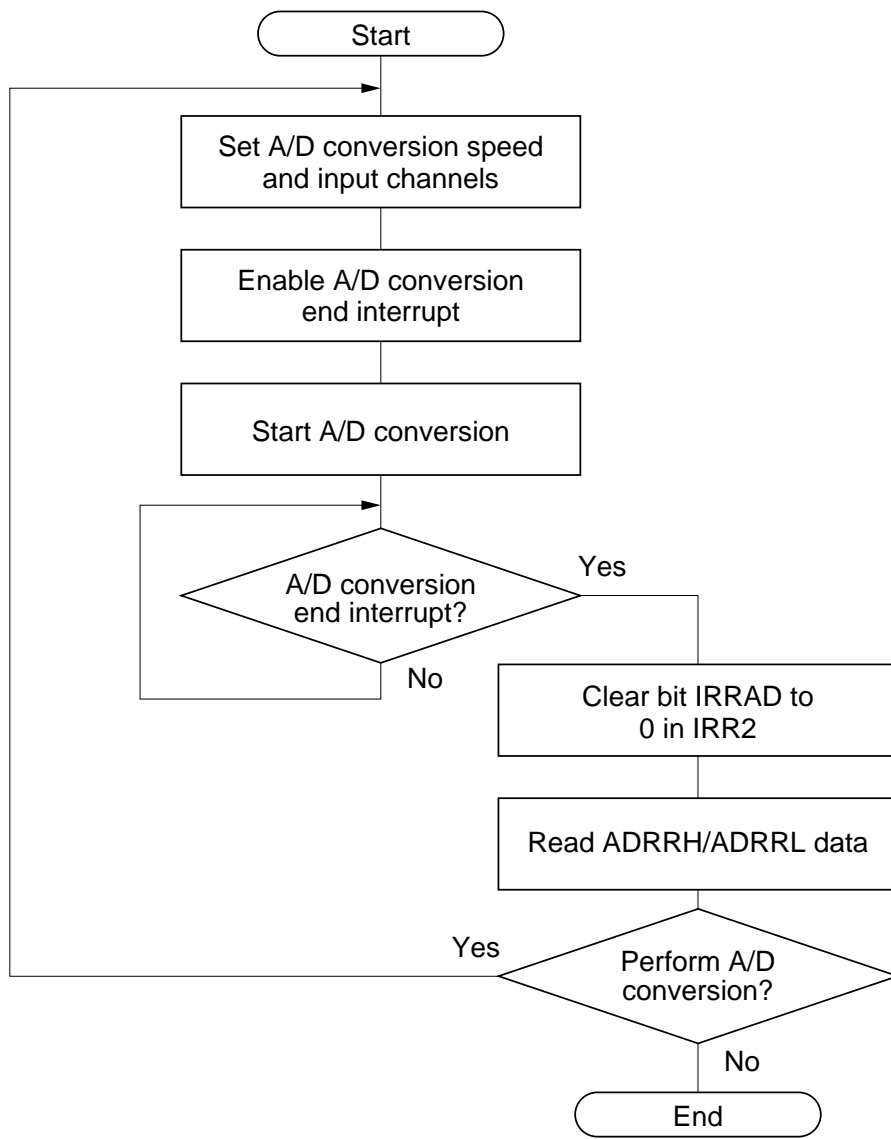 Start
Set A/D conversion speed
and input channels
Enable A/D conversion
end interrupt
Start A/D conversion
A/D conversion
end interrupt?
Yes
No
Clear bit IRRAD to
0 in IRR2
Read ADRRH/ADRRL data
Yes
Perform A/D
conversion?
No
End